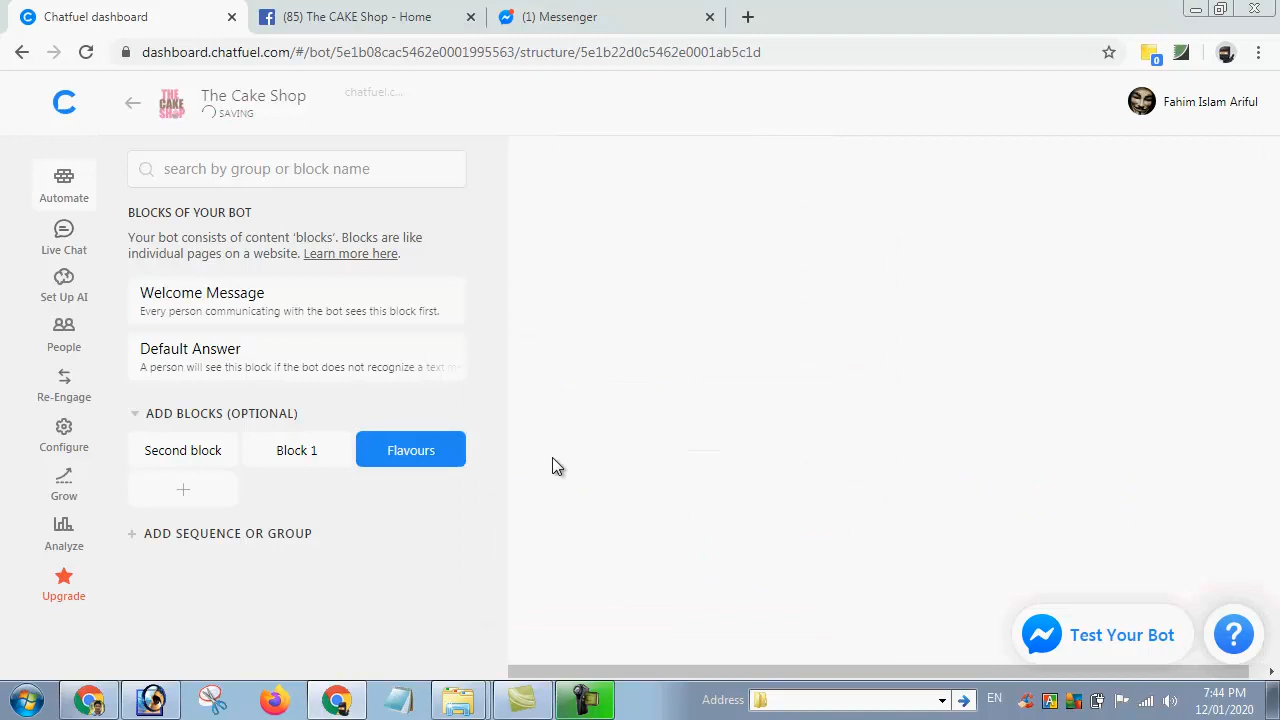 Chatfuel dashboard
(85) The CAKE Shop - Home
(1) Messenger
dashboard.chatfuel.com/#/bot/5e1b08cac5462e0001995563/structure/5e1b22d0c5462e0001ab5c1d
0
The Cake Shop
SAVING
chatfuel.c...
THE CAKE SHOP
Fahim Islam Ariful
Automate
Live Chat
Set Up AI
People
Re-Engage
Configure
Grow
Analyze
Upgrade
search by group or block name
BLOCKS OF YOUR BOT
Your bot consists of content ‘blocks’. Blocks are like
individual pages on a website. Learn more here.
Welcome Message
Every person communicating with the bot sees this block first.
Default Answer
A person will see this block if the bot does not recognize a text m
ADD BLOCKS (OPTIONAL)
Second block
Block 1
Flavours
ADD SEQUENCE OR GROUP
Test Your Bot
?
Address
EN
7:44 PM
12/01/2020